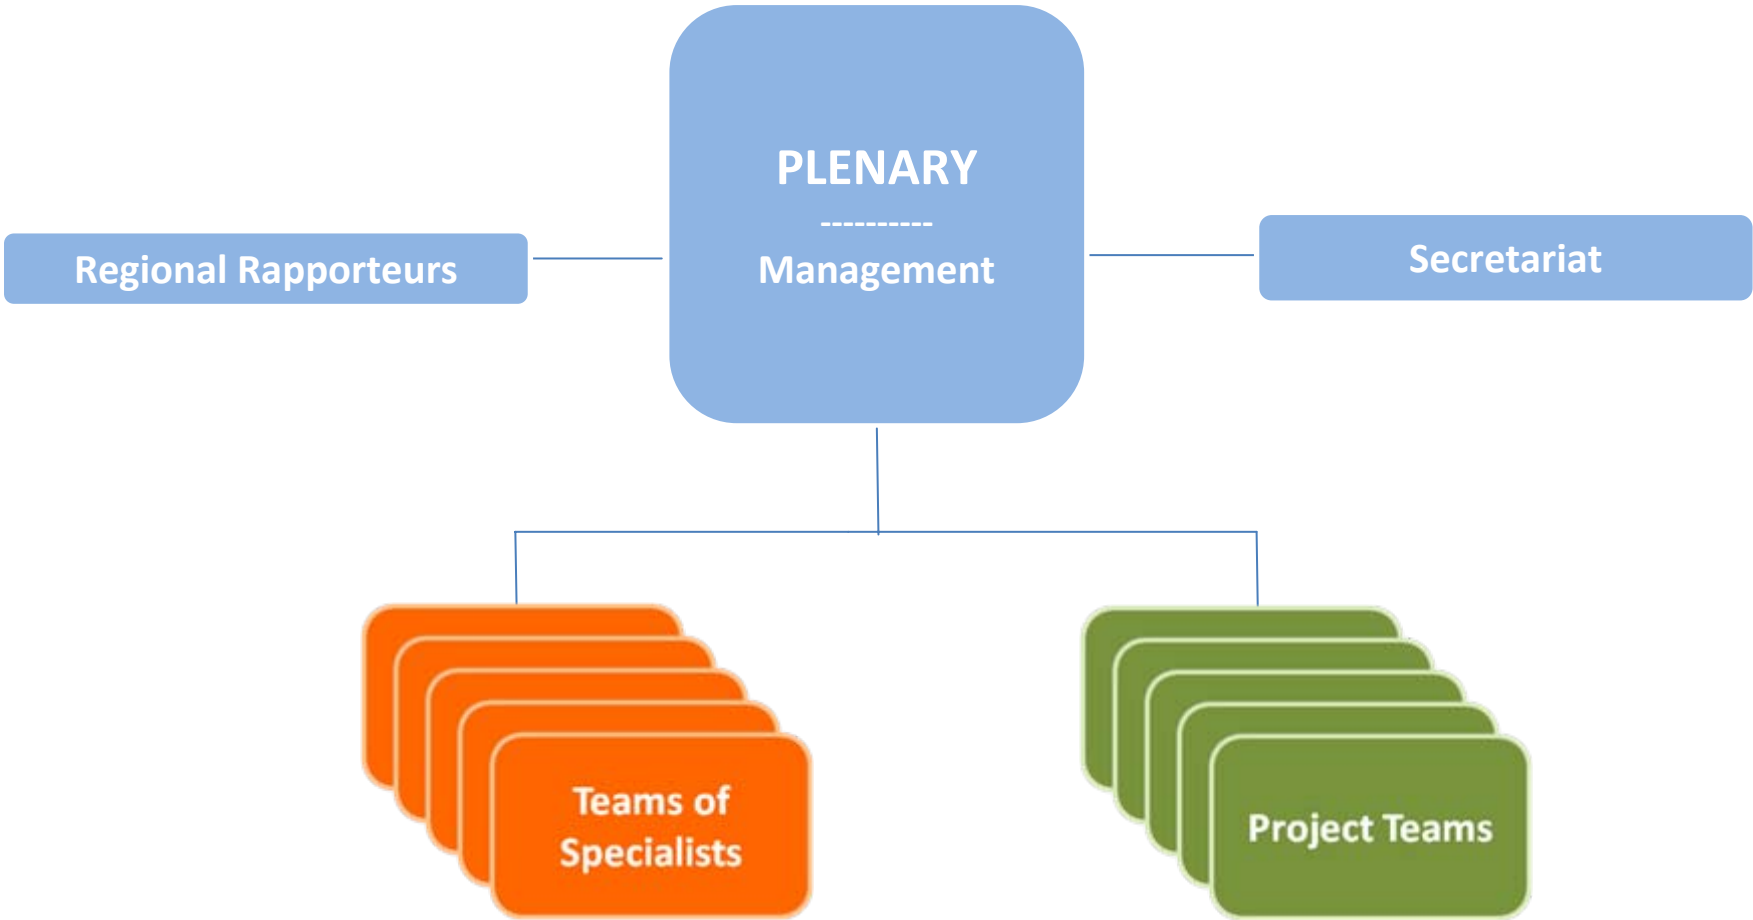 PLENARY
----------
Management
Regional Rapporteurs
Secretariat
Teams of
Specialists
Project Teams